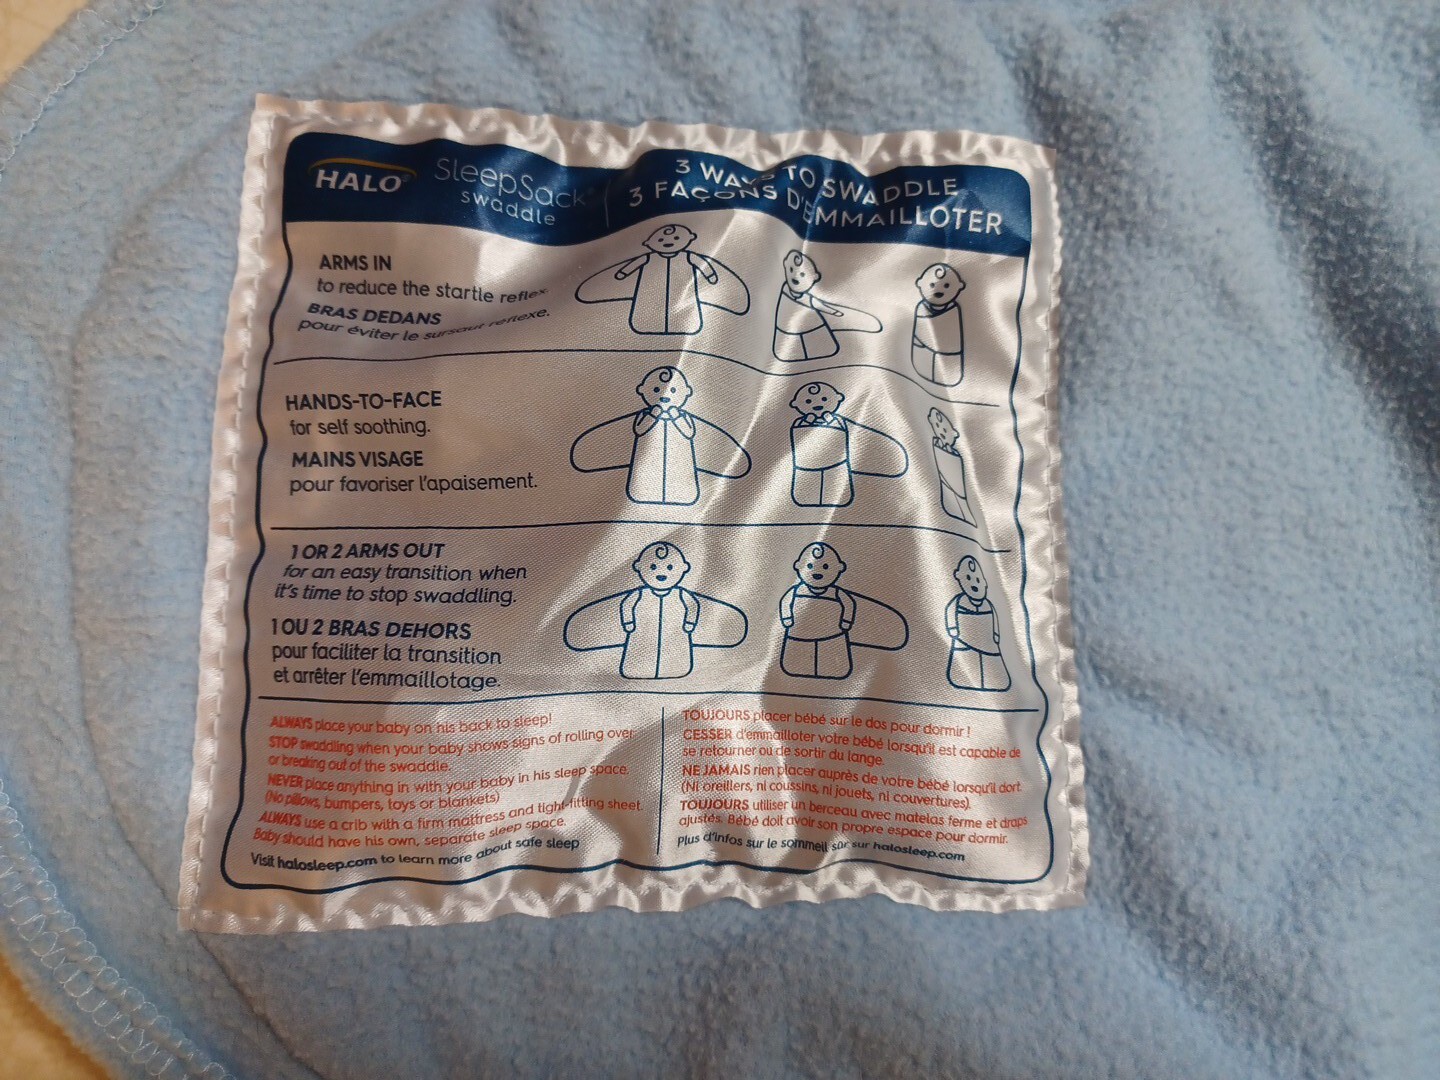 HALO SleepSack
swaddle
3 WAYS TO SWADDLE
3 FAÇONS D'EMMAILLOTER
ARMS IN
to reduce the startle reflex
BRAS DEDANS
pour éviter le sursaut réflexe.
HANDS-TO-FACE
for self soothing.
MAINS VISAGE
pour favoriser l'apaisement.
1 OR 2 ARMS OUT
for an easy transition when
it's time to stop swaddling.
1 OU 2 BRAS DEHORS
pour faciliter la transition
et arrêter l'emmaillotage.
ALWAYS place your baby on his back to sleep!
STOP swaddling when your baby shows signs of rolling over
or breaking out of the swaddle.
NEVER place anything in with your baby in his sleep space.
(No pillows, bumpers, toys or blankets)
ALWAYS use a crib with a firm mattress and tight-fitting sheet.
Baby should have his own, separate sleep space.
Visit halosleep.com to learn more about safe sleep
TOUJOURS placer bébé sur le dos pour dormir !
CESSER d'emmailloter votre bébé lorsqu'il est capable de
se retourner ou de sortir du lange.
NE JAMAIS rien placer auprès de votre bébé lorsqu'il dort.
(Ni oreillers, ni coussins, ni jouets, ni couvertures).
TOUJOURS utiliser un berceau avec matelas ferme et draps
ajustés. Bébé doit avoir son propre espace pour dormir.
Plus d'infos sur le sommeil sûr sur halosleep.com